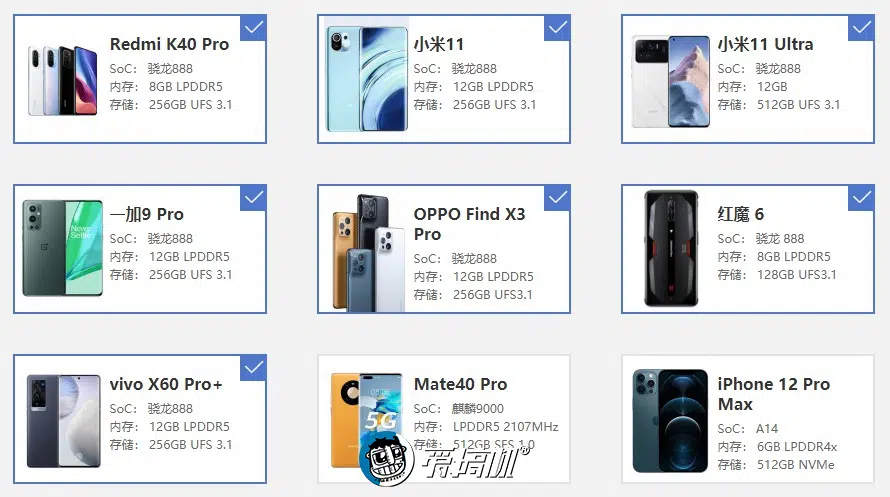 Redmi K40 Pro
SoC： 骁龙888
内存： 8GB LPDDR5
存储： 256GB UFS 3.1
小米11
SoC： 骁龙888
内存： 12GB LPDDR5
存储： 256GB UFS 3.1
小米11 Ultra
SoC： 骁龙888
内存： 12GB
存储： 512GB UFS 3.1
一加9 Pro
SoC： 骁龙888
内存： 12GB LPDDR5
存储： 256GB UFS 3.1
Never
Settle
OPPO Find X3
Pro
SoC： 骁龙888
内存： 12GB LPDDR5
存储： 256GB UFS3.1
红魔 6
SoC： 骁龙 888
内存： 8GB LPDDR5
存储： 128GB UFS3.1
vivo X60 Pro+
SoC： 骁龙888
内存： 12GB LPDDR5
存储： 256GB UFS 3.1
Mate40 Pro
SoC： 麒麟9000
内存： LPDDR5 2107MHz
存储： 512GB SFS 1.0
5G
爱搞机®
iPhone 12 Pro
Max
SoC： A14
内存： 6GB LPDDR4x
存储： 512GB NVMe